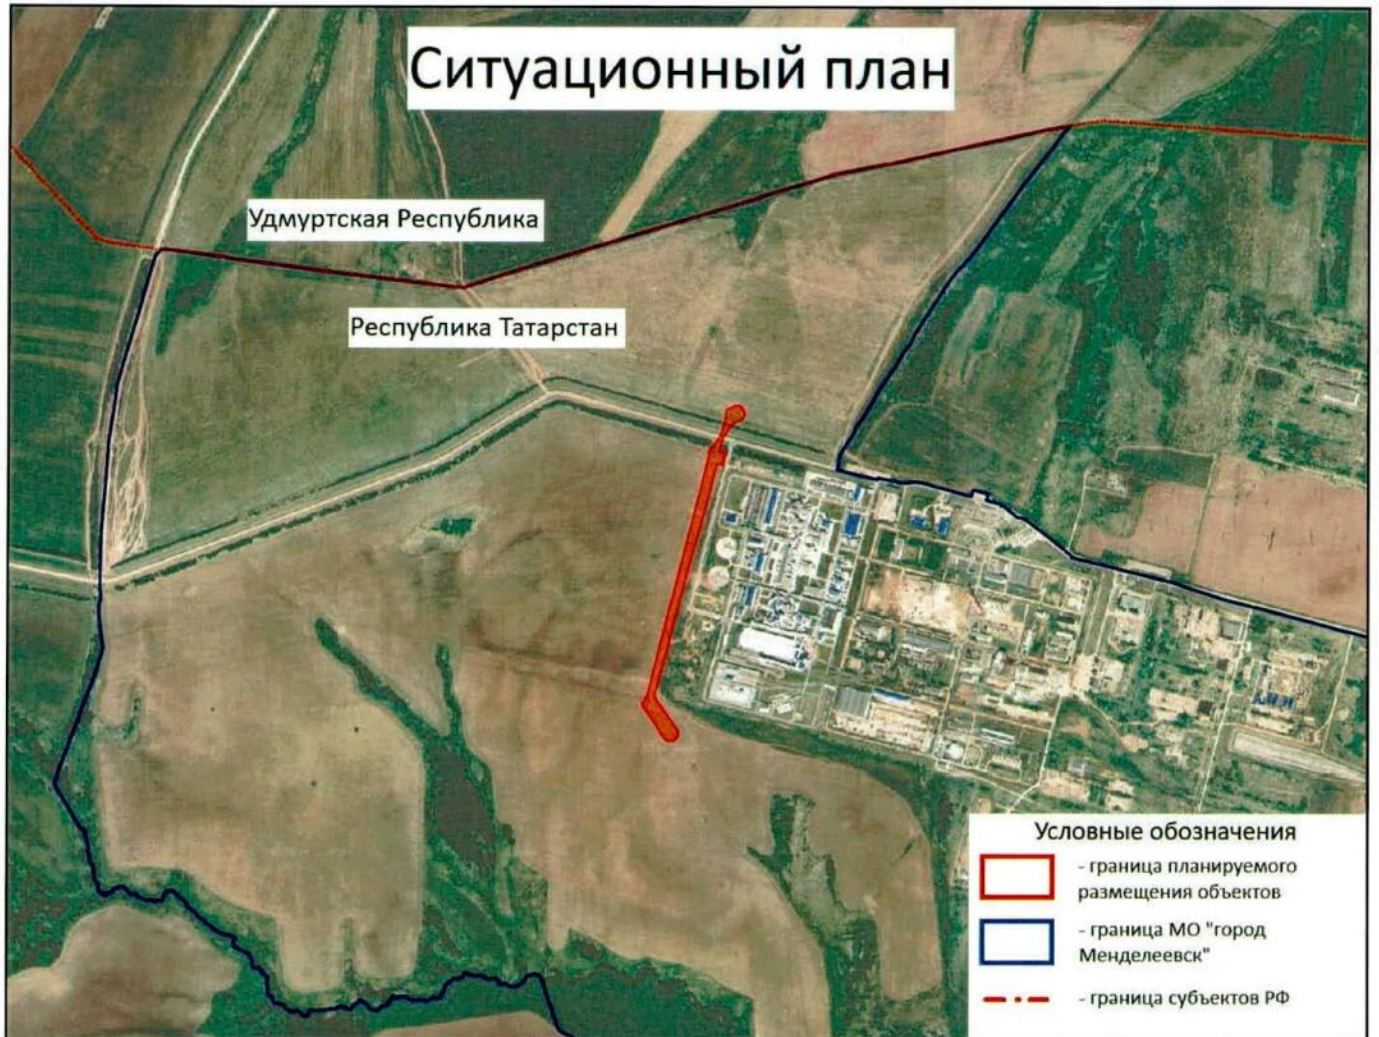 Ситуационный план
Удмуртская Республика
Республика Татарстан
Условные обозначения
- граница планируемого
размещения объектов
- граница МО "город
Менделеевск"
- граница субъектов РФ